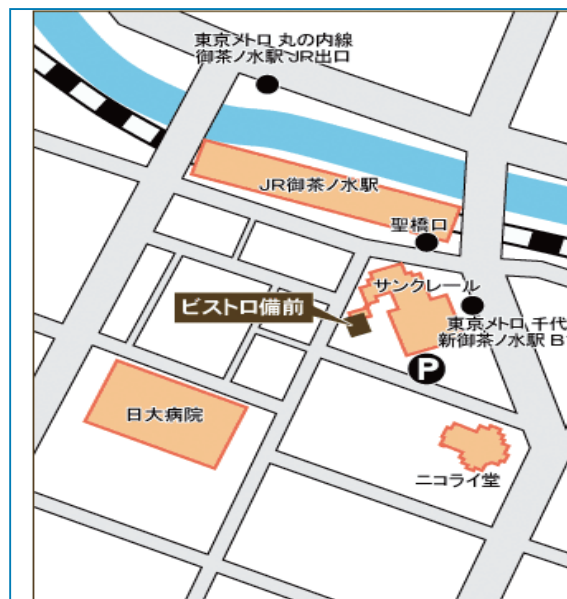 東京メトロ 丸の内線
御茶ノ水駅 JR出口
JR御茶ノ水駅
聖橋口
サンクレール
ビストロ備前
東京メトロ 千代
新御茶ノ水駅 B
P
日大病院
ニコライ堂